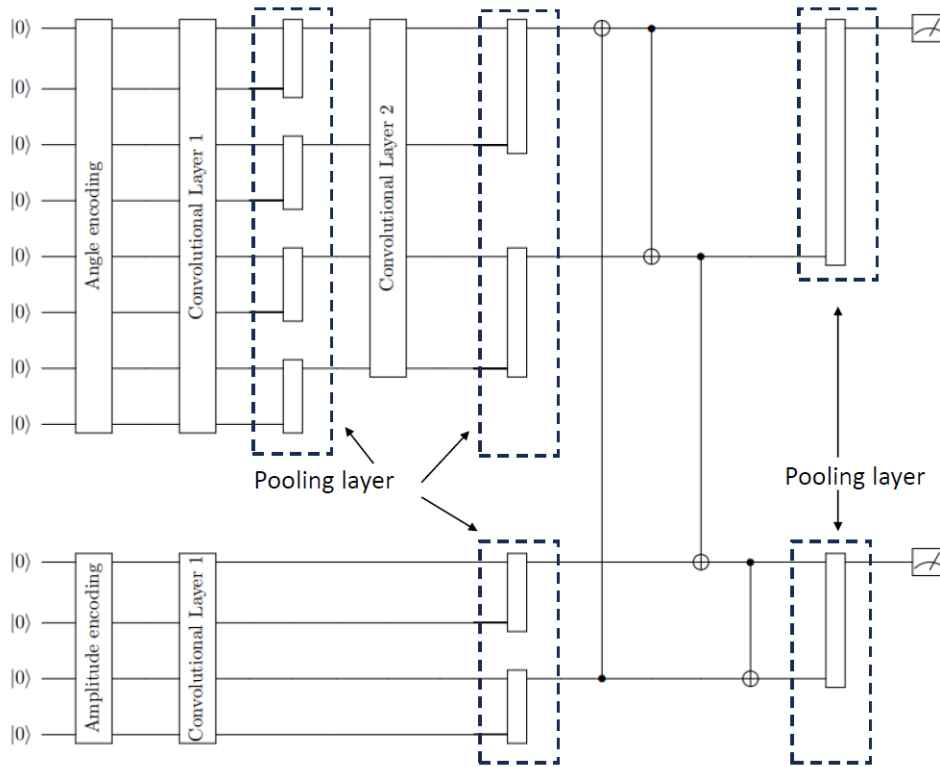 |0⟩
|0⟩
|0⟩
|0⟩
|0⟩
|0⟩
|0⟩
|0⟩
Angle encoding
Convolutional Layer 1
Convolutional Layer 2
Pooling layer
Pooling layer
|0⟩
|0⟩
|0⟩
|0⟩
Amplitude encoding
Convolutional Layer 1